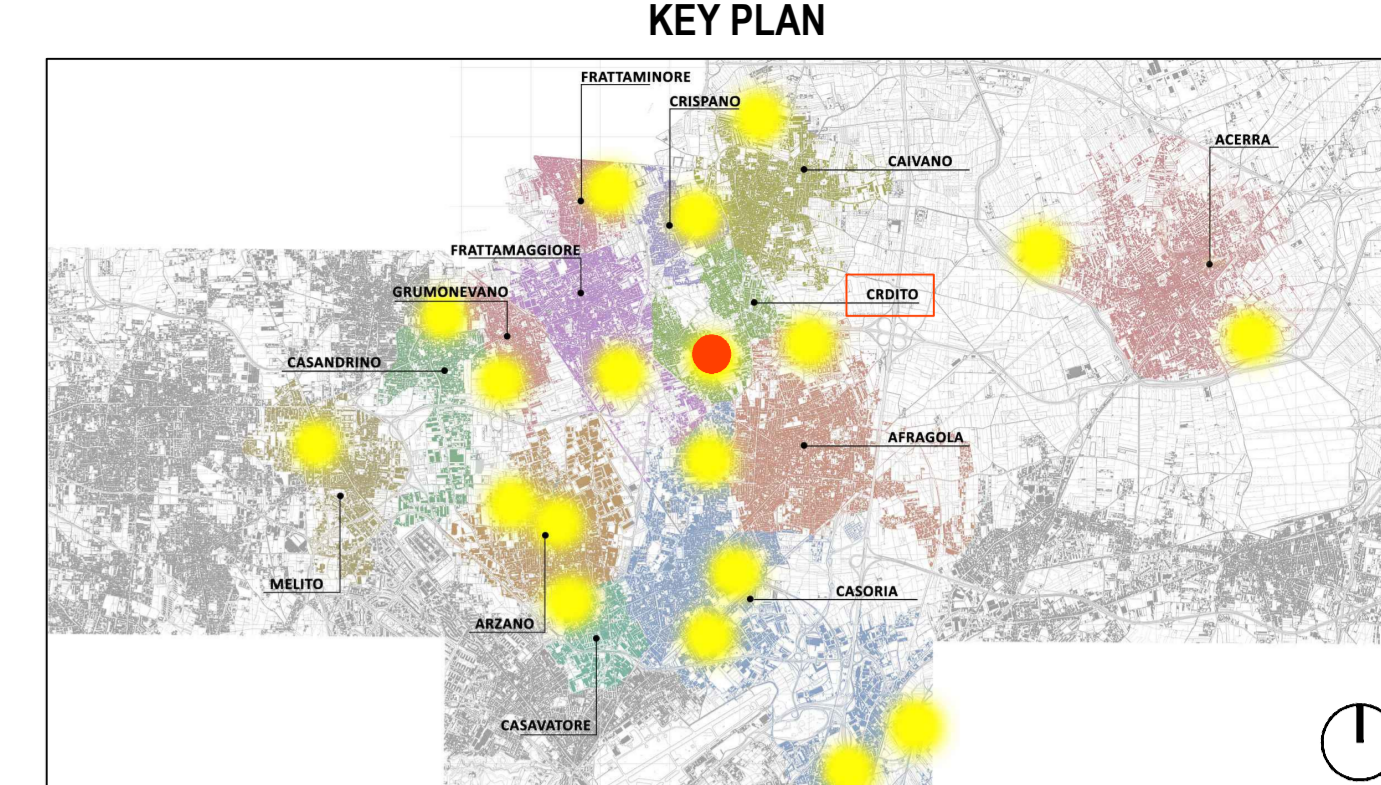 KEY PLAN
FRATTAMINORE
CRISPANO
ACERRA
CAIVANO
FRATTAMAGGIORE
GRUMONEVANO
CRDITO
CASANDRINO
AFRAGOLA
MELITO
CASORIA
ARZANO
CASAVATORE